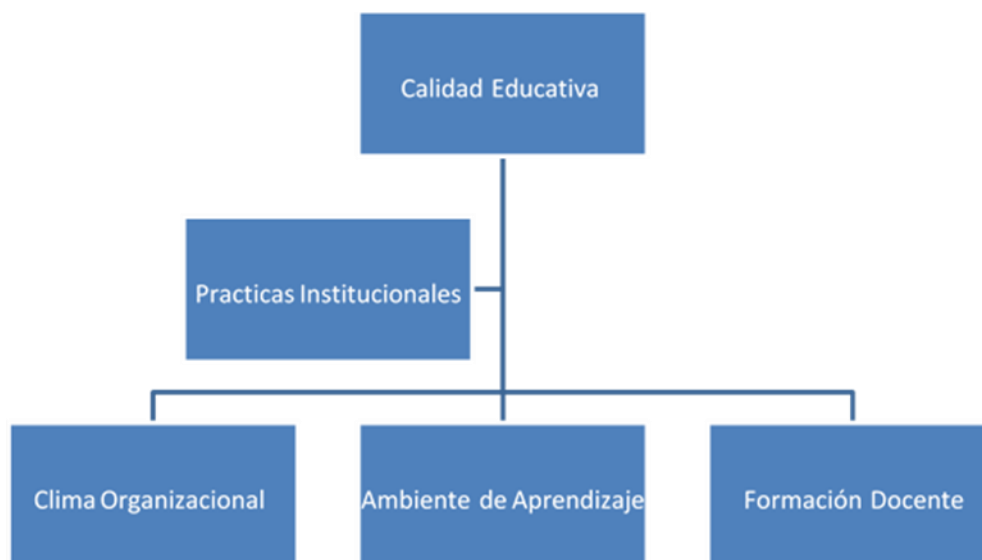 Calidad Educativa
Practicas Institucionales
Clima Organizacional
Ambiente de Aprendizaje
Formación Docente